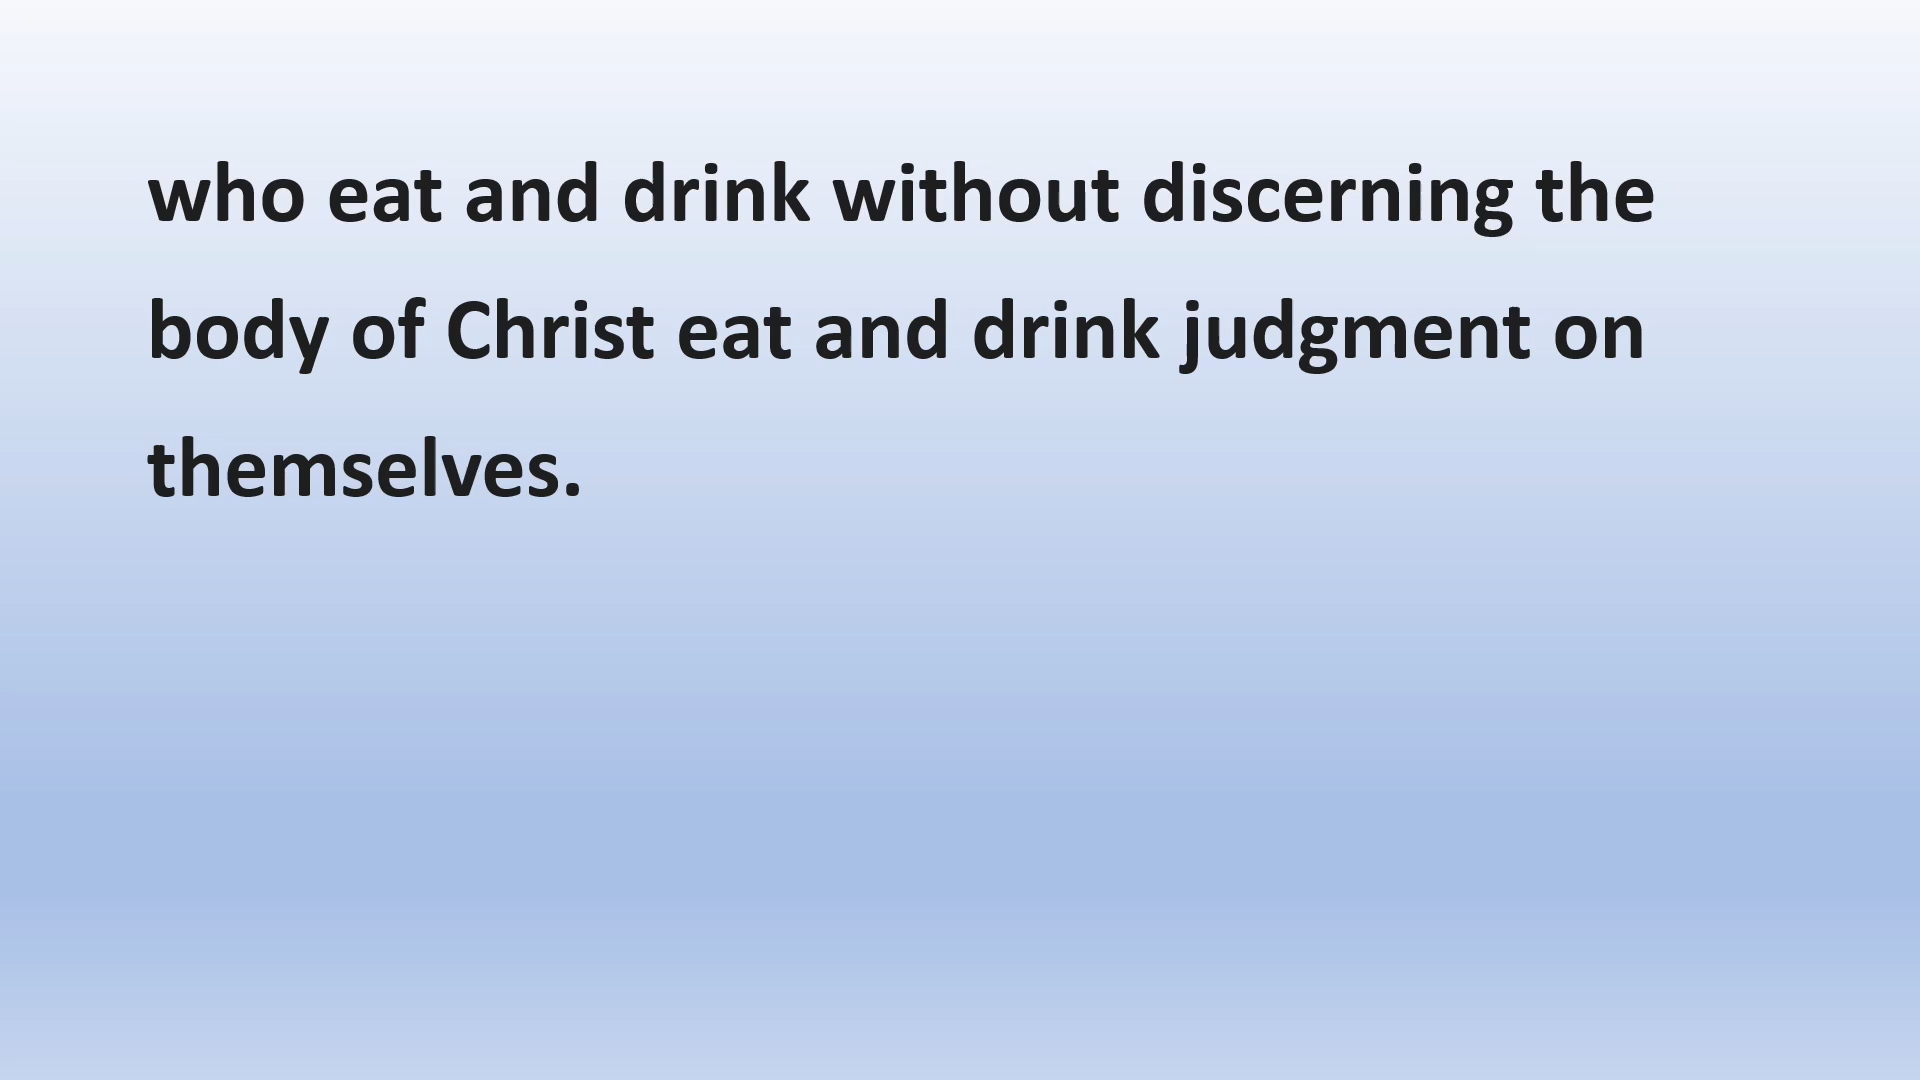 who eat and drink without discerning the
body of Christ eat and drink judgment on
themselves.